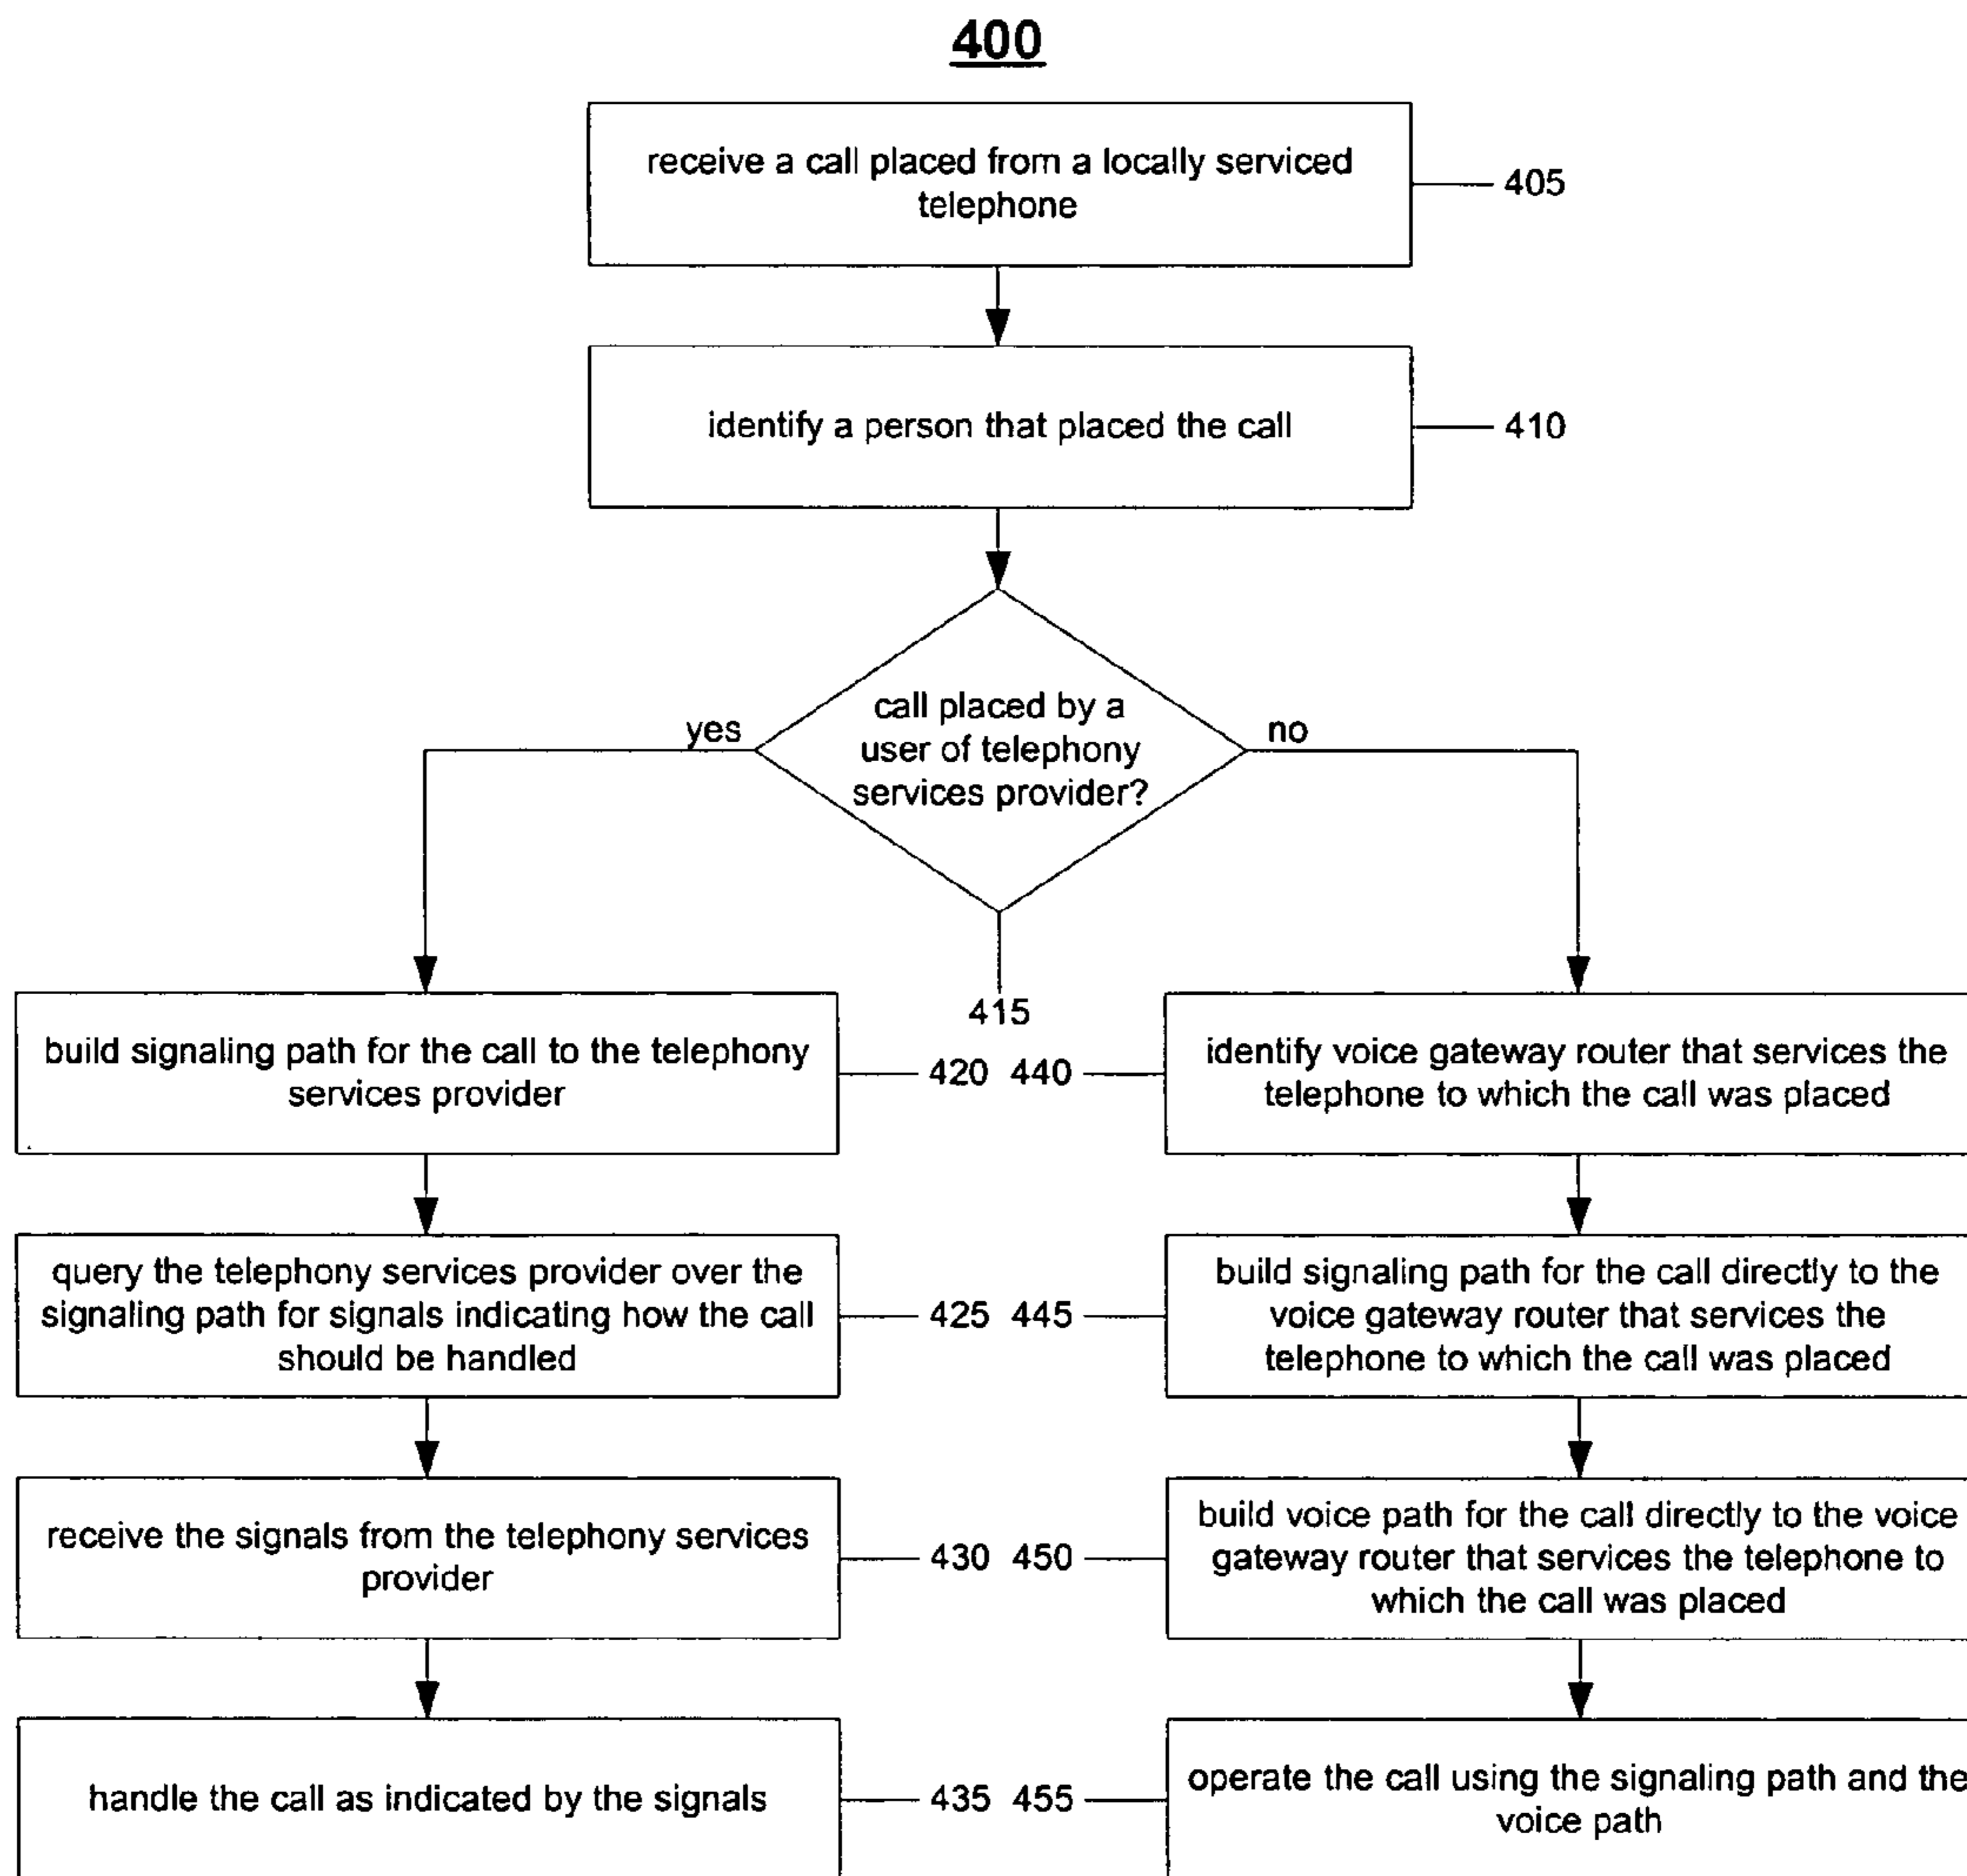 400
receive a call placed from a locally serviced
telephone
405
identify a person that placed the call
410
call placed by a
user of telephony
services provider?
yes
no
415
build signaling path for the call to the telephony
services provider
420
440
identify voice gateway router that services the
telephone to which the call was placed
query the telephony services provider over the
signaling path for signals indicating how the call
should be handled
425
445
build signaling path for the call directly to the
voice gateway router that services the
telephone to which the call was placed
receive the signals from the telephony services
provider
430
450
build voice path for the call directly to the voice
gateway router that services the telephone to
which the call was placed
handle the call as indicated by the signals
435
455
operate the call using the signaling path and the
voice path